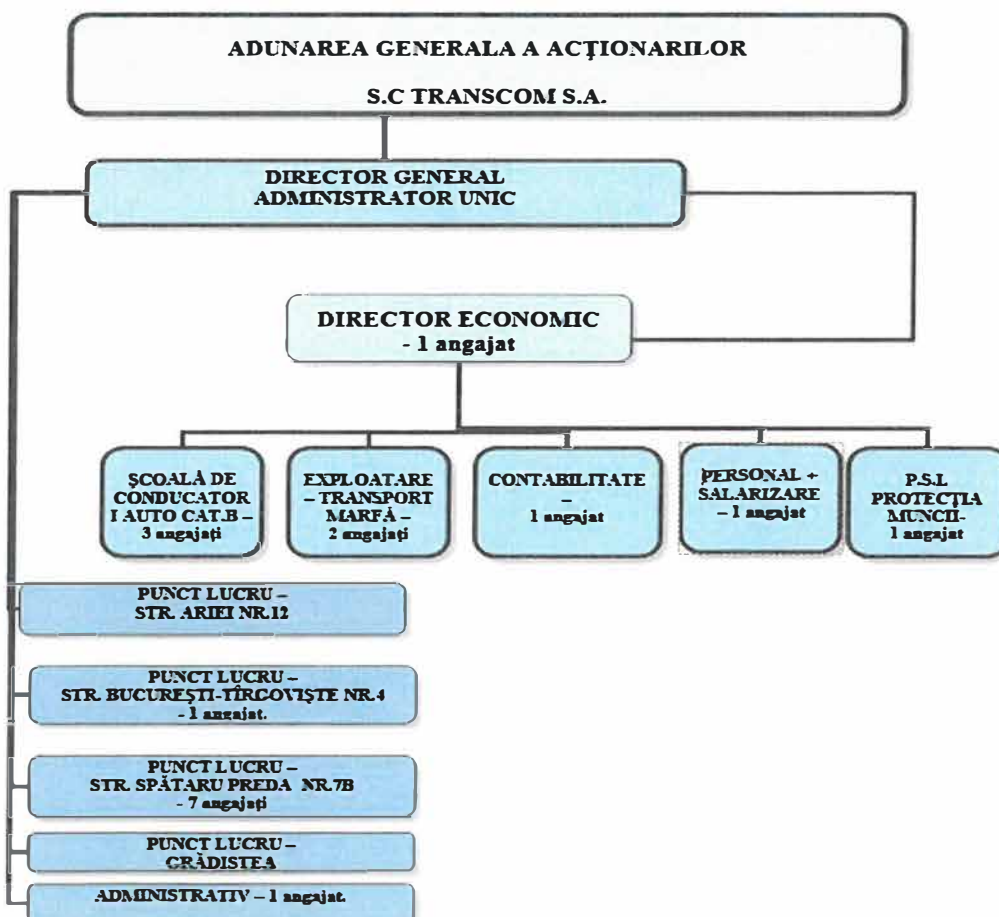 ADUNAREA GENERALA A ACŢIONARILOR
S.C TRANSCOM S.A.
DIRECTOR GENERAL
ADMINISTRATOR UNIC
DIRECTOR ECONOMIC
- 1 angajat
ŞCOALĂ DE
CONDUCATOR
I AUTO CAT.B –
3 angajaţi
EXPLOATARE
– TRANSPORT
MARFĂ –
2 angajaţi
CONTABILITATE
–
1 angajat
PERSONAL +
SALARIZARE
– 1 angajat
P.S.I.
PROTECŢIA
MUNCII-
1 angajat
PUNCT LUCRU –
STR. ARIEI NR.12
PUNCT LUCRU –
STR. BUCUREŞTI-TÎRGOVIŞTE NR.4
- 1 angajat.
PUNCT LUCRU –
STR. SPĂTARU PREDA NR.7B
- 7 angajaţi
PUNCT LUCRU –
GRĂDISTEA
ADMINISTRATIV – 1 angajat.